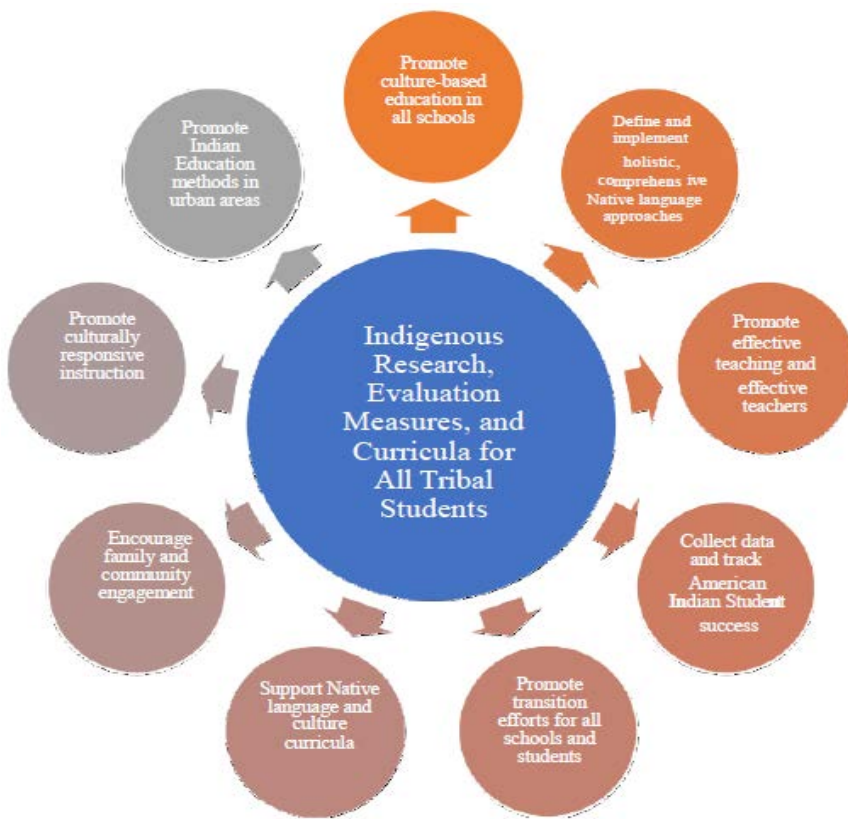 Promote
culture-based
education in
all schools
Define and
implement
holistic,
comprehens ive
Native language
approaches
Promote
effective
teaching and
effective
teachers
Collect data
and track
American
Indian Student
success
Promote
transition
efforts for all
schools and
students
Support Native
language and
culture
curricula
Encourage
family and
community
engagement
Promote
culturally
responsive
instruction
Promote
Indian
Education
methods in
urban areas
Indigenous
Research,
Evaluation
Measures, and
Curricula for
All Tribal
Students